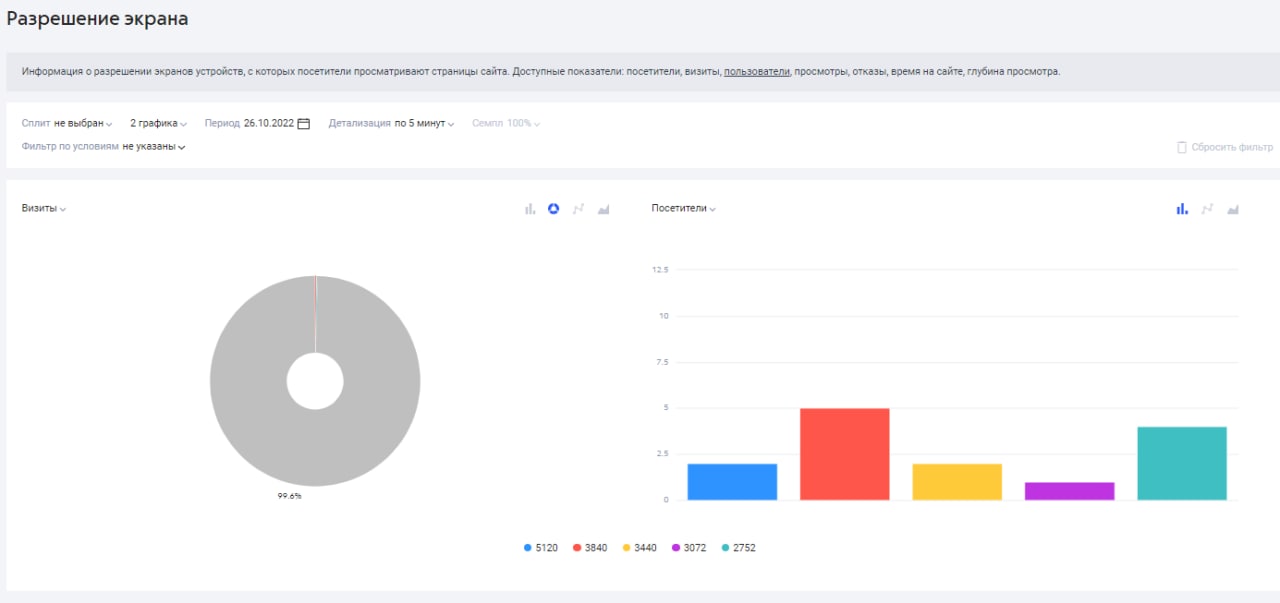 Разрешение экрана
Информация о разрешении экранов устройств, с которых посетители просматривают страницы сайта. Доступные показатели: посетители, визиты, пользователи, просмотры, отказы, время на сайте, глубина просмотра.
Сплит не выбран 2 графика Период 26.10.2022 Детализация по 5 минут Семпл 100%
Фильтр по условиям не указаны Сбросить фильтр
Визиты
99.6%
Посетители
12.5
10
7.5
5
2.5
0
5120 3840 3440 3072 2752